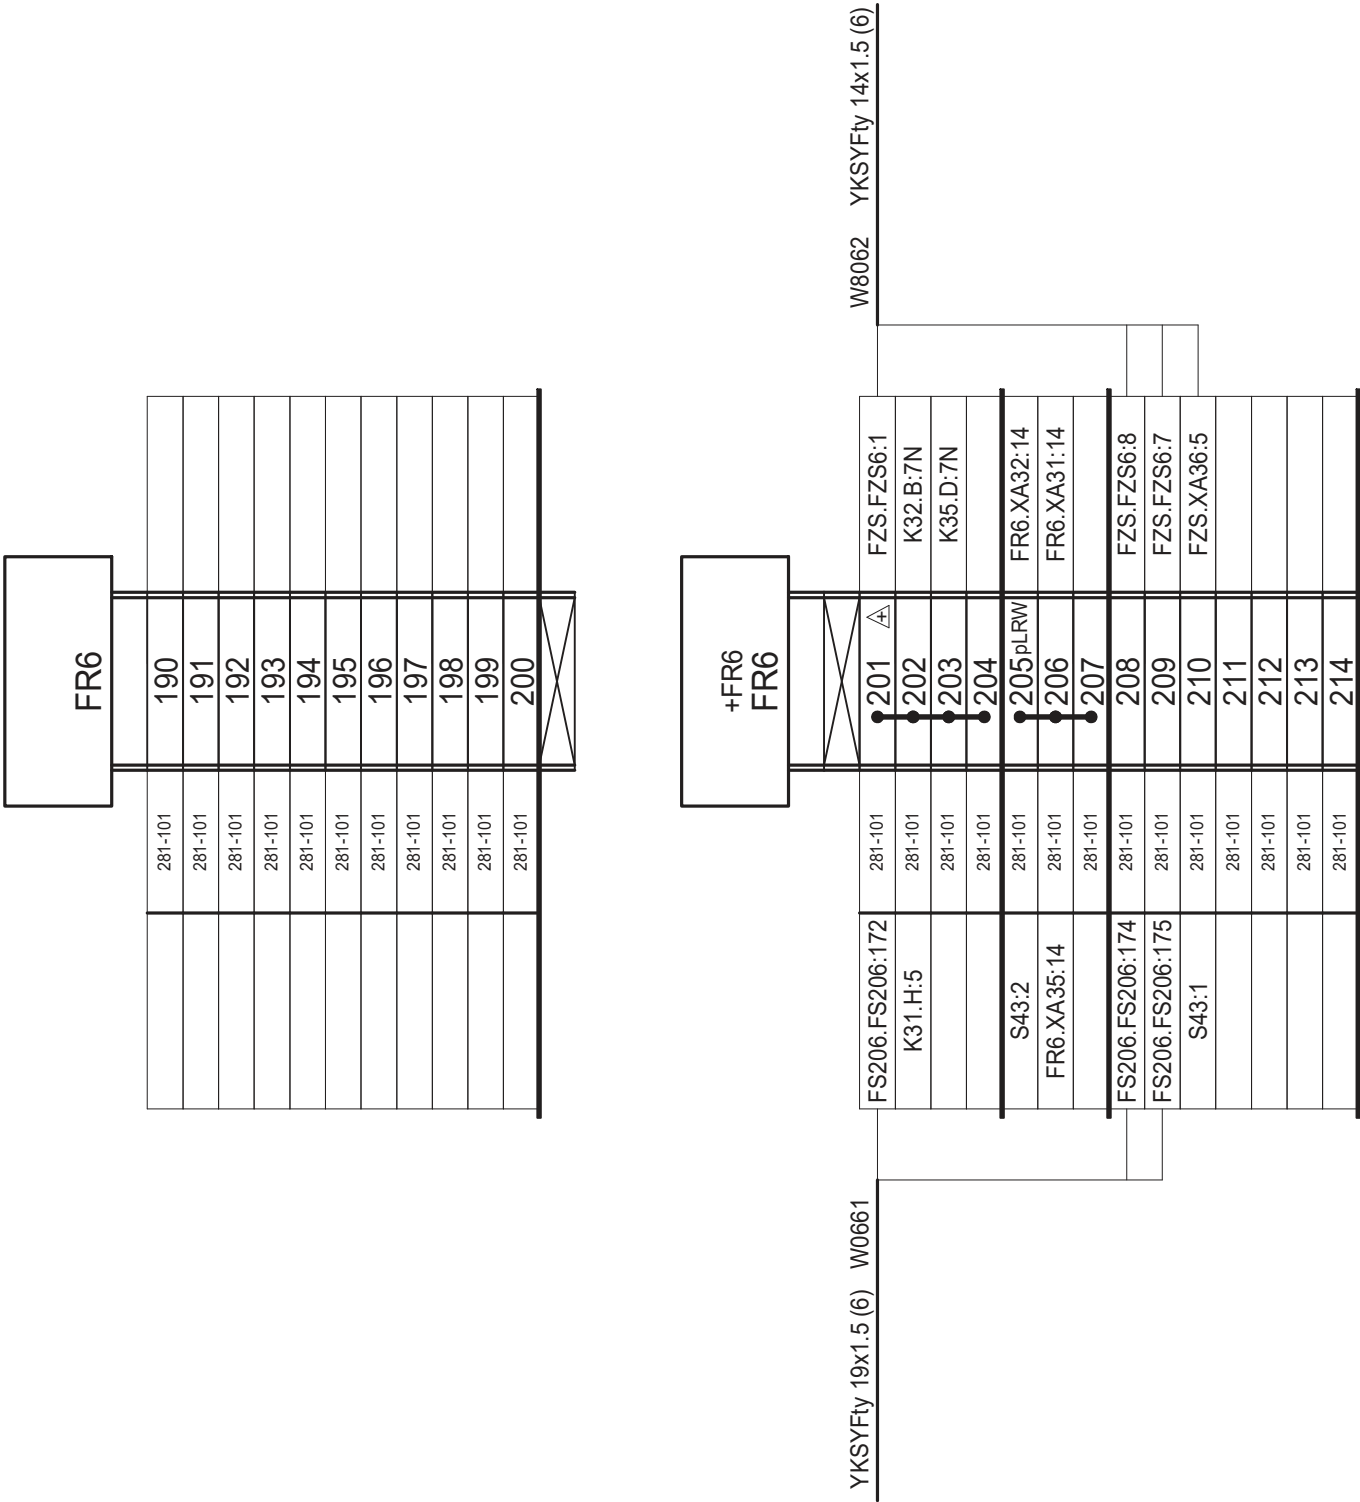 FR6
190
281-101
191
281-101
192
281-101
193
281-101
194
281-101
195
281-101
196
281-101
197
281-101
198
281-101
199
281-101
200
281-101
+FR6
FR6
YKSYFty 19x1.5 (6) W0661
W8062 YKSYFty 14x1.5 (6)
FS206.FS206:172 281-101 201 + FZS.FZS6:1
K31.H:5 281-101 202 K32.B:7N
281-101 203 K35.D:7N
281-101 204
S43:2 281-101 205 pLRW FR6.XA32:14
FR6.XA35:14 281-101 206 FR6.XA31:14
281-101 207
FS206.FS206:174 281-101 208 FZS.FZS6:8
FS206.FS206:175 281-101 209 FZS.FZS6:7
S43:1 281-101 210 FZS.XA36:5
281-101 211
281-101 212
281-101 213
281-101 214